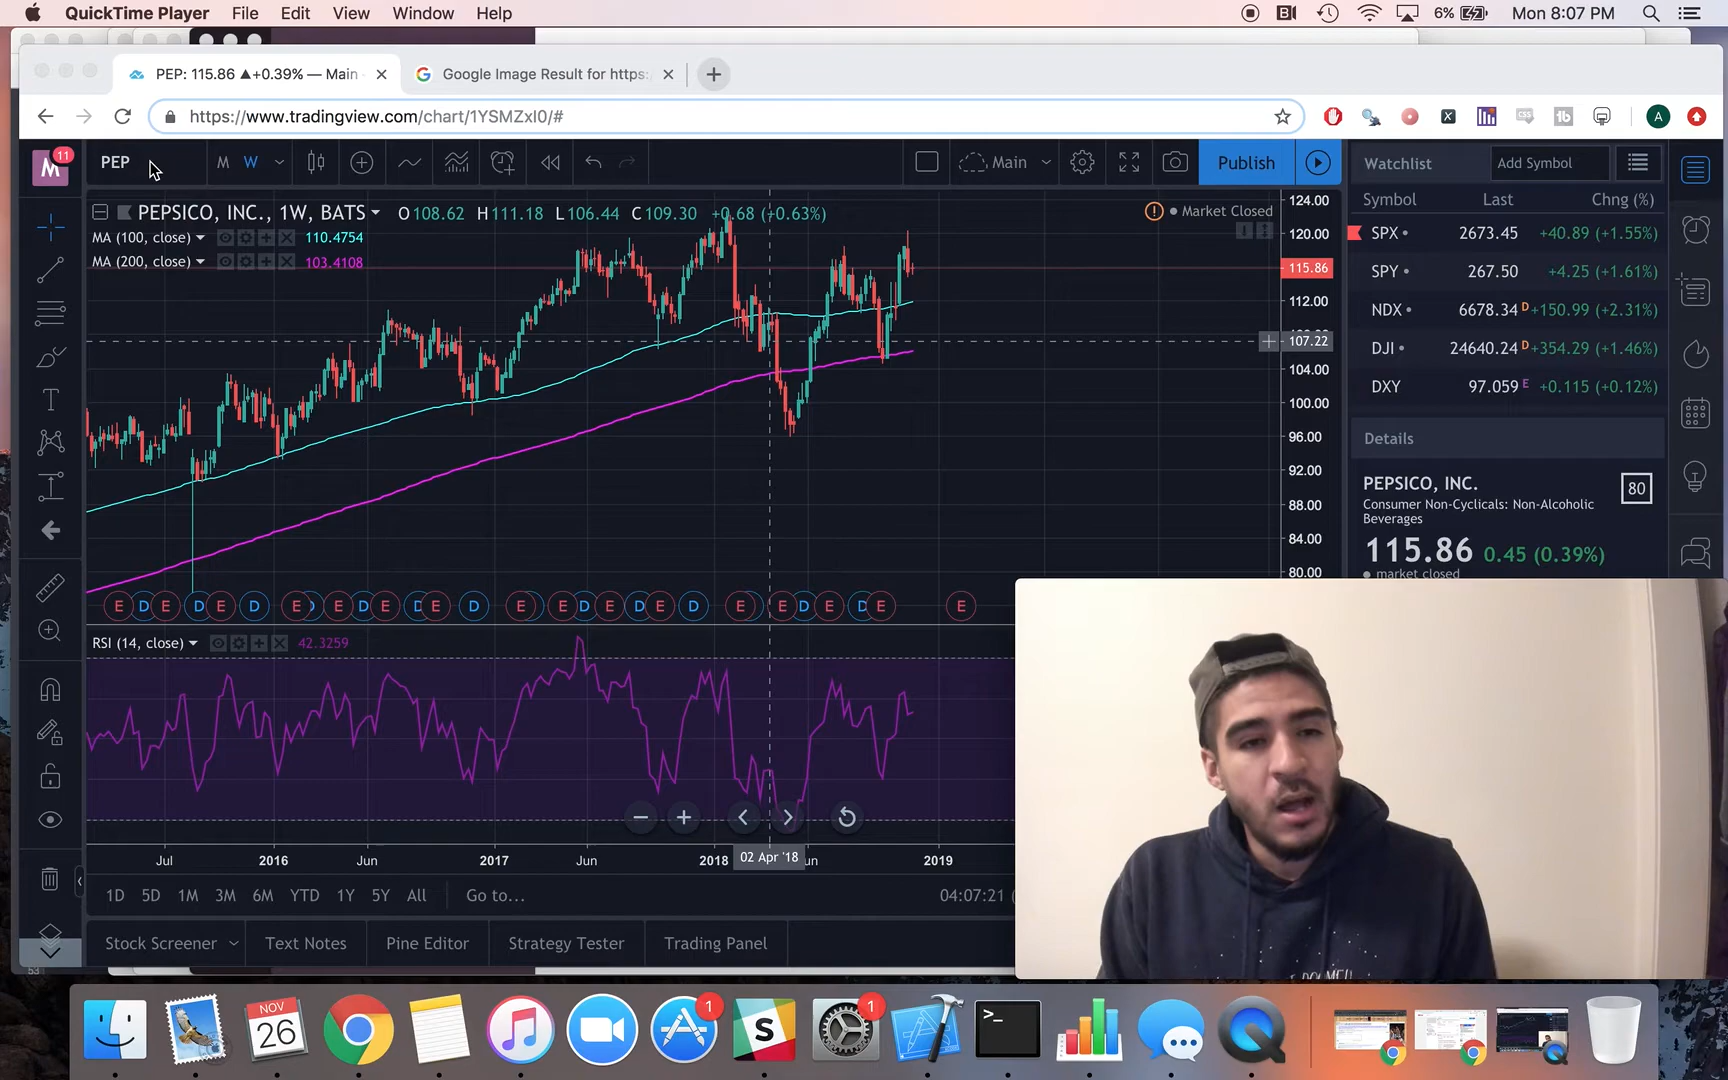 QuickTime Player File Edit View Window Help 6% Mon 8:07 PM
PEP: 115.86 ▲+0.39% — Main
Google Image Result for https:
https://www.tradingview.com/chart/1YSMZxI0/#
A
M 11
PEP M W Main Publish
PEPSICO, INC., 1W, BATS O108.62 H111.18 L106.44 C109.30 +0.68 (+0.63%)
Market Closed
MA (100, close) 110.4754
MA (200, close) 103.4108
124.00
120.00
115.86
112.00
107.22
104.00
100.00
96.00
92.00
88.00
84.00
80.00
E D E D E D E E D E E D E E D E D E D E E D E D E E
RSI (14, close) 42.3259
Jul 2016 Jun 2017 Jun 2018 02 Apr '18 2019
1D 5D 1M 3M 6M YTD 1Y 5Y All Go to...
04:07:21
Stock Screener Text Notes Pine Editor Strategy Tester Trading Panel
Watchlist Add Symbol
Symbol Last Chng (%)
SPX 2673.45 +40.89 (+1.55%)
SPY 267.50 +4.25 (+1.61%)
NDX 6678.34 D +150.99 (+2.31%)
DJI 24640.24 D +354.29 (+1.46%)
DXY 97.059 E +0.115 (+0.12%)
Details
PEPSICO, INC. 80
Consumer Non-Cyclicals: Non-Alcoholic
Beverages
115.86 0.45 (0.39%)
market closed
NOV
26
1
S
1